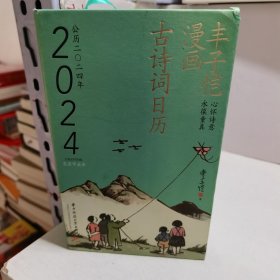 丰子恺
漫画
古诗词日历
心怀诗意
永葆童真
公历二〇二四年
2024